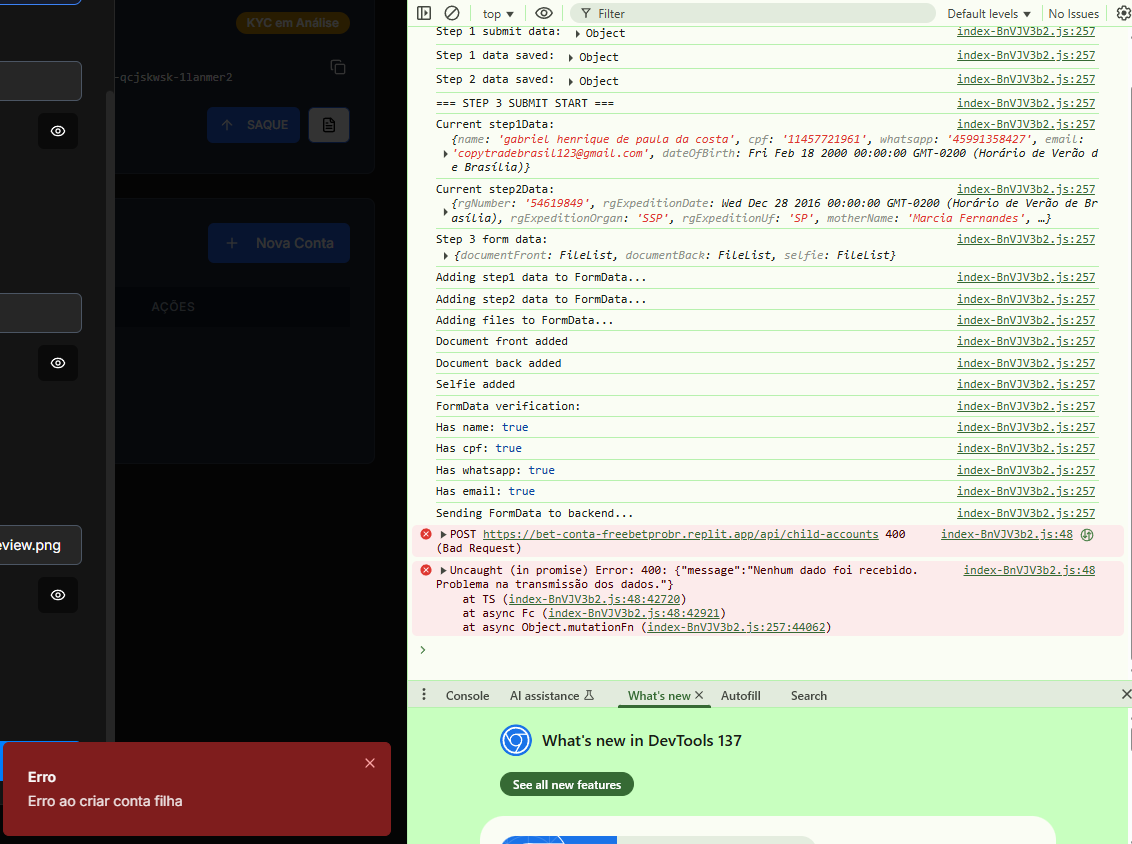 KYC em Análise
-qcjskwsk-1lanmer2
SAQUE
Nova Conta
AÇÕES
eview.png
Erro
Erro ao criar conta filha
top
Filter
Default levels
No Issues
Step 1 submit data: Object index-BnVJV3b2.js:257
Step 1 data saved: Object index-BnVJV3b2.js:257
Step 2 data saved: Object index-BnVJV3b2.js:257
=== STEP 3 SUBMIT START === index-BnVJV3b2.js:257
Current step1Data: index-BnVJV3b2.js:257
{name: 'gabriel henrique de paula da costa', cpf: '11457721961', whatsapp: '45991358427', email:
'copytradebrasil123@gmail.com', dateOfBirth: Fri Feb 18 2000 00:00:00 GMT-0200 (Horário de Verão d
e Brasília)}
Current step2Data: index-BnVJV3b2.js:257
{rgNumber: '54619849', rgExpeditionDate: Wed Dec 28 2016 00:00:00 GMT-0200 (Horário de Verão de Br
asília), rgExpeditionOrgan: 'SSP', rgExpeditionUf: 'SP', motherName: 'Marcia Fernandes', …}
Step 3 form data: index-BnVJV3b2.js:257
{documentFront: FileList, documentBack: FileList, selfie: FileList}
Adding step1 data to FormData... index-BnVJV3b2.js:257
Adding step2 data to FormData... index-BnVJV3b2.js:257
Adding files to FormData... index-BnVJV3b2.js:257
Document front added index-BnVJV3b2.js:257
Document back added index-BnVJV3b2.js:257
Selfie added index-BnVJV3b2.js:257
FormData verification: index-BnVJV3b2.js:257
Has name: true index-BnVJV3b2.js:257
Has cpf: true index-BnVJV3b2.js:257
Has whatsapp: true index-BnVJV3b2.js:257
Has email: true index-BnVJV3b2.js:257
Sending FormData to backend... index-BnVJV3b2.js:257
POST https://bet-conta-freebetprobr.replit.app/api/child-accounts 400 index-BnVJV3b2.js:48
(Bad Request)
Uncaught (in promise) Error: 400: {"message":"Nenhum dado foi recebido. index-BnVJV3b2.js:48
Problema na transmissão dos dados."}
at TS (index-BnVJV3b2.js:48:42720)
at async Fc (index-BnVJV3b2.js:48:42921)
at async Object.mutationFn (index-BnVJV3b2.js:257:44062)
Console
AI assistance
What's new
Autofill
Search
What's new in DevTools 137
See all new features